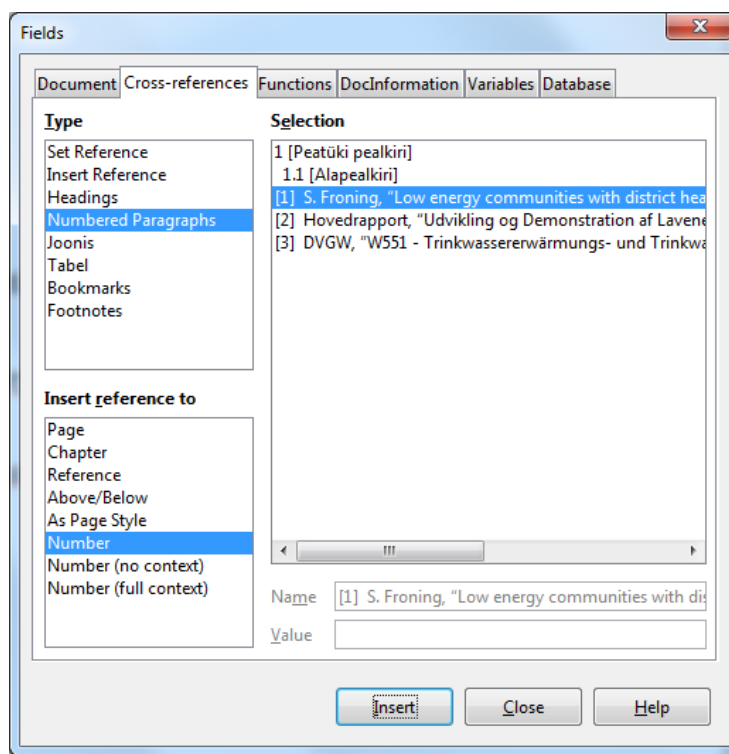 Fields
Document Cross-references Functions DocInformation Variables Database
Type
Set Reference
Insert Reference
Headings
Numbered Paragraphs
Joonis
Tabel
Bookmarks
Footnotes
Selection
1 [Peatüki pealkiri]
1.1 [Alapealkiri]
[1] S. Froning, “Low energy communities with district hea
[2] Hovedrapport, “Udvikling og Demonstration af Lavene
[3] DVGW, “W551 - Trinkwassererwärmungs- und Trinkwa
Insert reference to
Page
Chapter
Reference
Above/Below
As Page Style
Number
Number (no context)
Number (full context)
Name [1] S. Froning, “Low energy communities with dis
Value
Insert Close Help